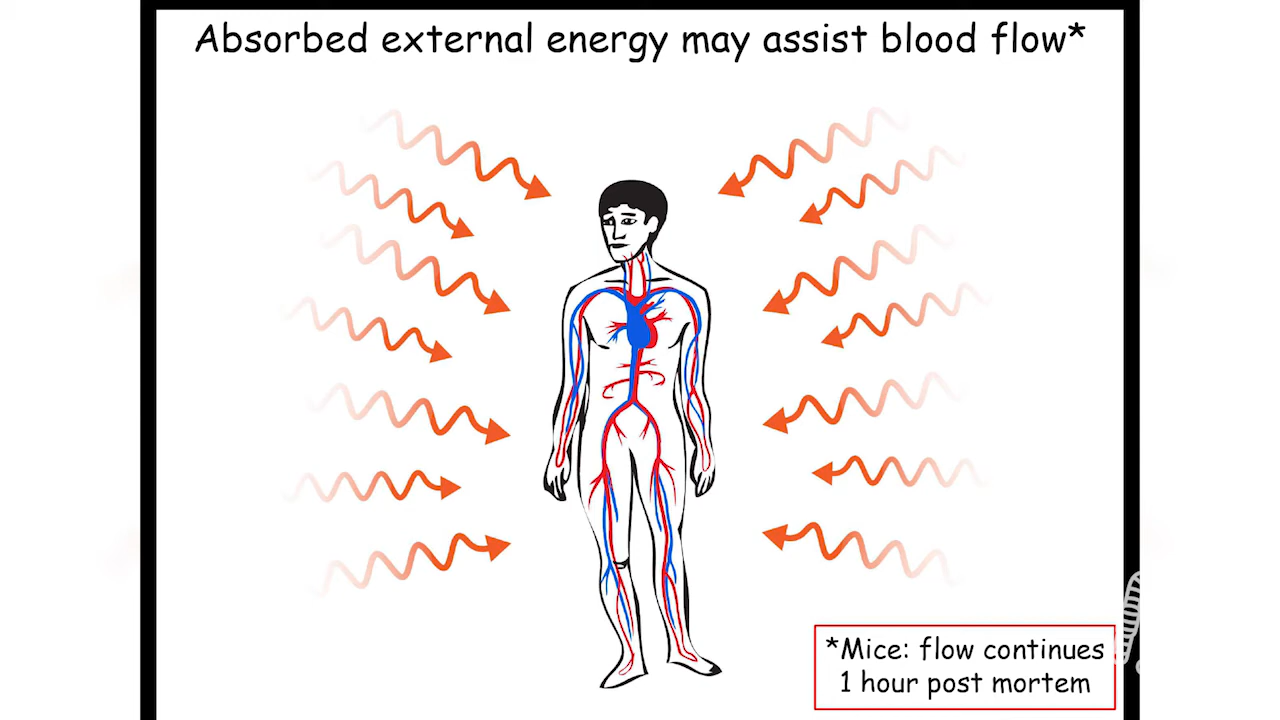 Absorbed external energy may assist blood flow*
*Mice: flow continues
1 hour post mortem